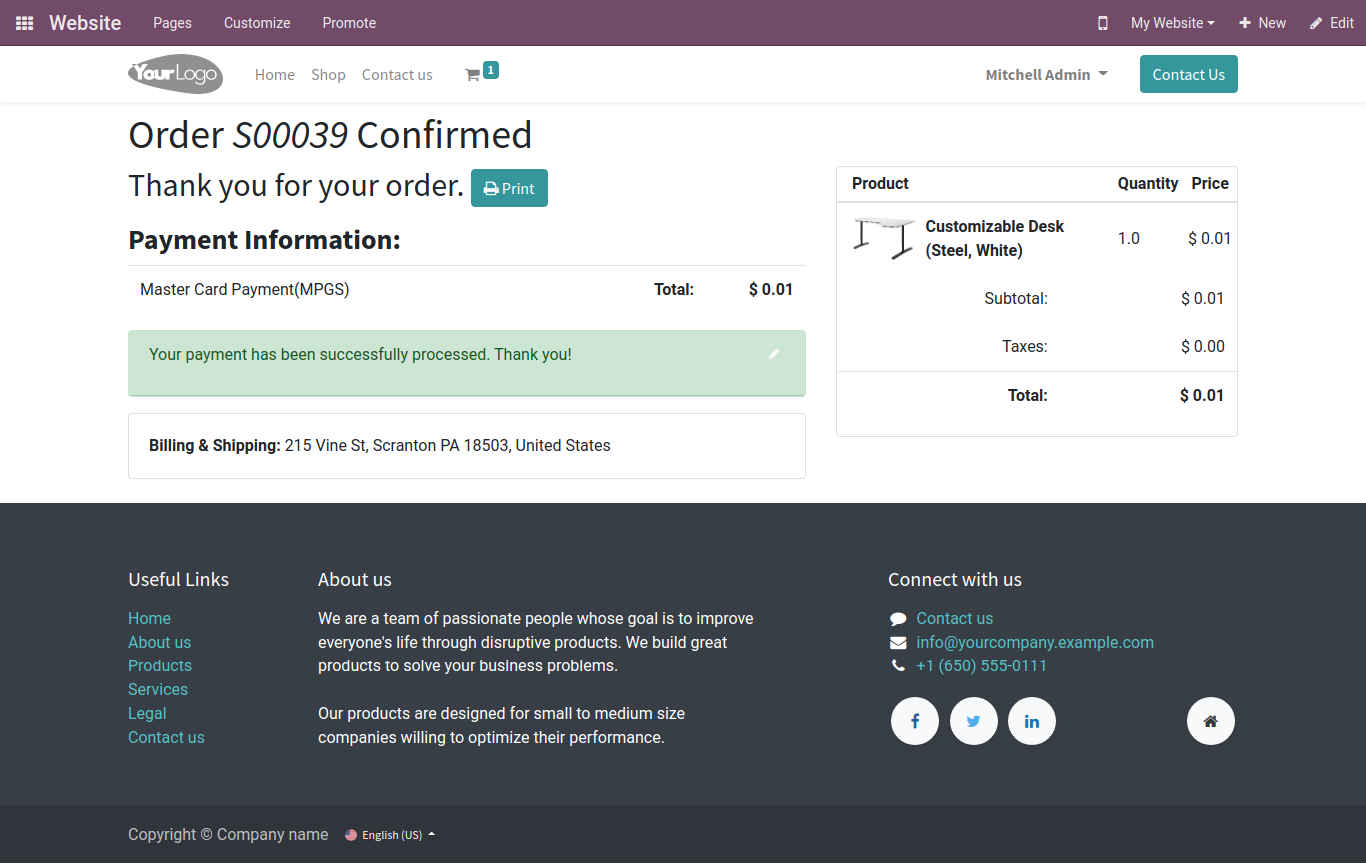 Website Pages Customize Promote My Website New Edit
YourLogo Home Shop Contact us 1 Mitchell Admin Contact Us
Order S00039 Confirmed
Thank you for your order. Print
Payment Information:
Master Card Payment(MPGS) Total: $ 0.01
Your payment has been successfully processed. Thank you!
Billing & Shipping: 215 Vine St, Scranton PA 18503, United States
Product Quantity Price
Customizable Desk
(Steel, White) 1.0 $ 0.01
Subtotal: $ 0.01
Taxes: $ 0.00
Total: $ 0.01
Useful Links
Home
About us
Products
Services
Legal
Contact us
About us
We are a team of passionate people whose goal is to improve
everyone's life through disruptive products. We build great
products to solve your business problems.
Our products are designed for small to medium size
companies willing to optimize their performance.
Connect with us
Contact us
info@yourcompany.example.com
+1 (650) 555-0111
Copyright © Company name English (US)